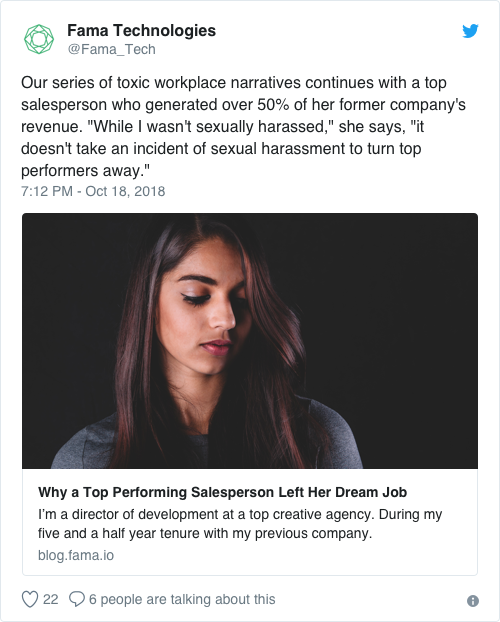 Fama Technologies
@Fama_Tech
Our series of toxic workplace narratives continues with a top
salesperson who generated over 50% of her former company's
revenue. "While I wasn't sexually harassed," she says, "it
doesn't take an incident of sexual harassment to turn top
performers away."
7:12 PM - Oct 18, 2018
Why a Top Performing Salesperson Left Her Dream Job
I'm a director of development at a top creative agency. During my
five and a half year tenure with my previous company.
blog.fama.io
22 6 people are talking about this